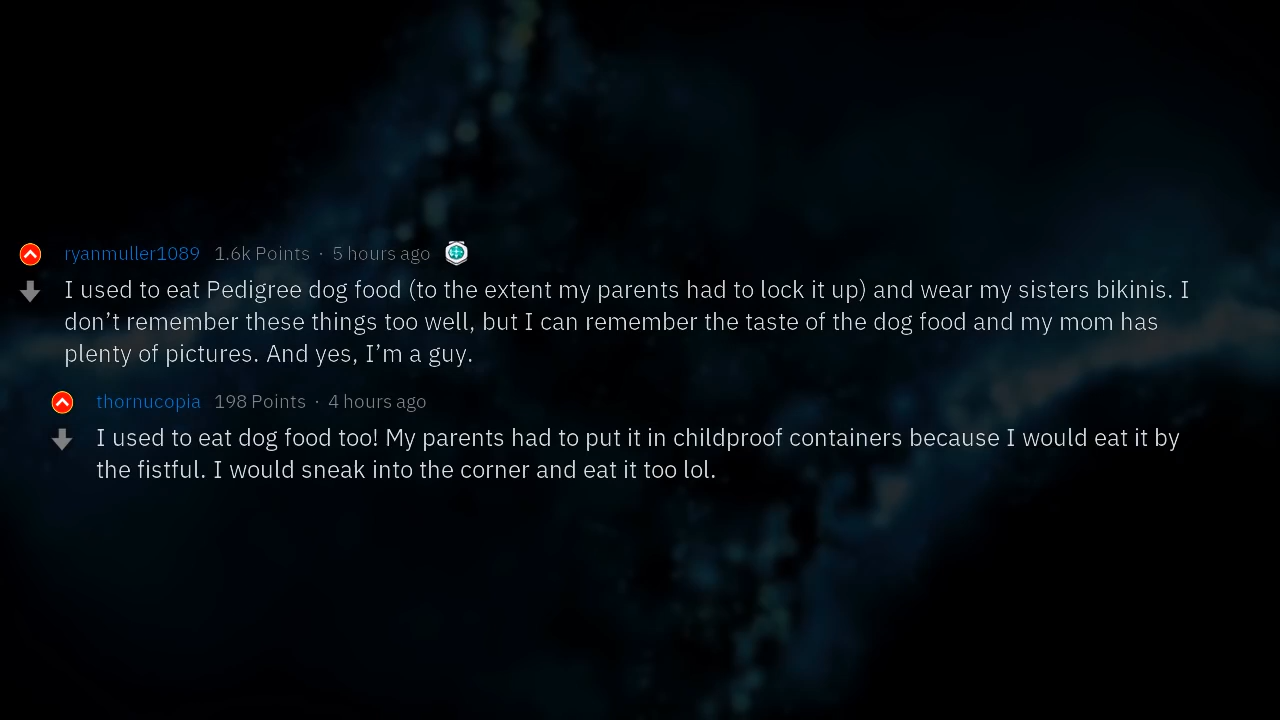 ryanmuller1089 1.6k Points · 5 hours ago
I used to eat Pedigree dog food (to the extent my parents had to lock it up) and wear my sisters bikinis. I
don’t remember these things too well, but I can remember the taste of the dog food and my mom has
plenty of pictures. And yes, I’m a guy.
thornucopia 198 Points · 4 hours ago
I used to eat dog food too! My parents had to put it in childproof containers because I would eat it by
the fistful. I would sneak into the corner and eat it too lol.